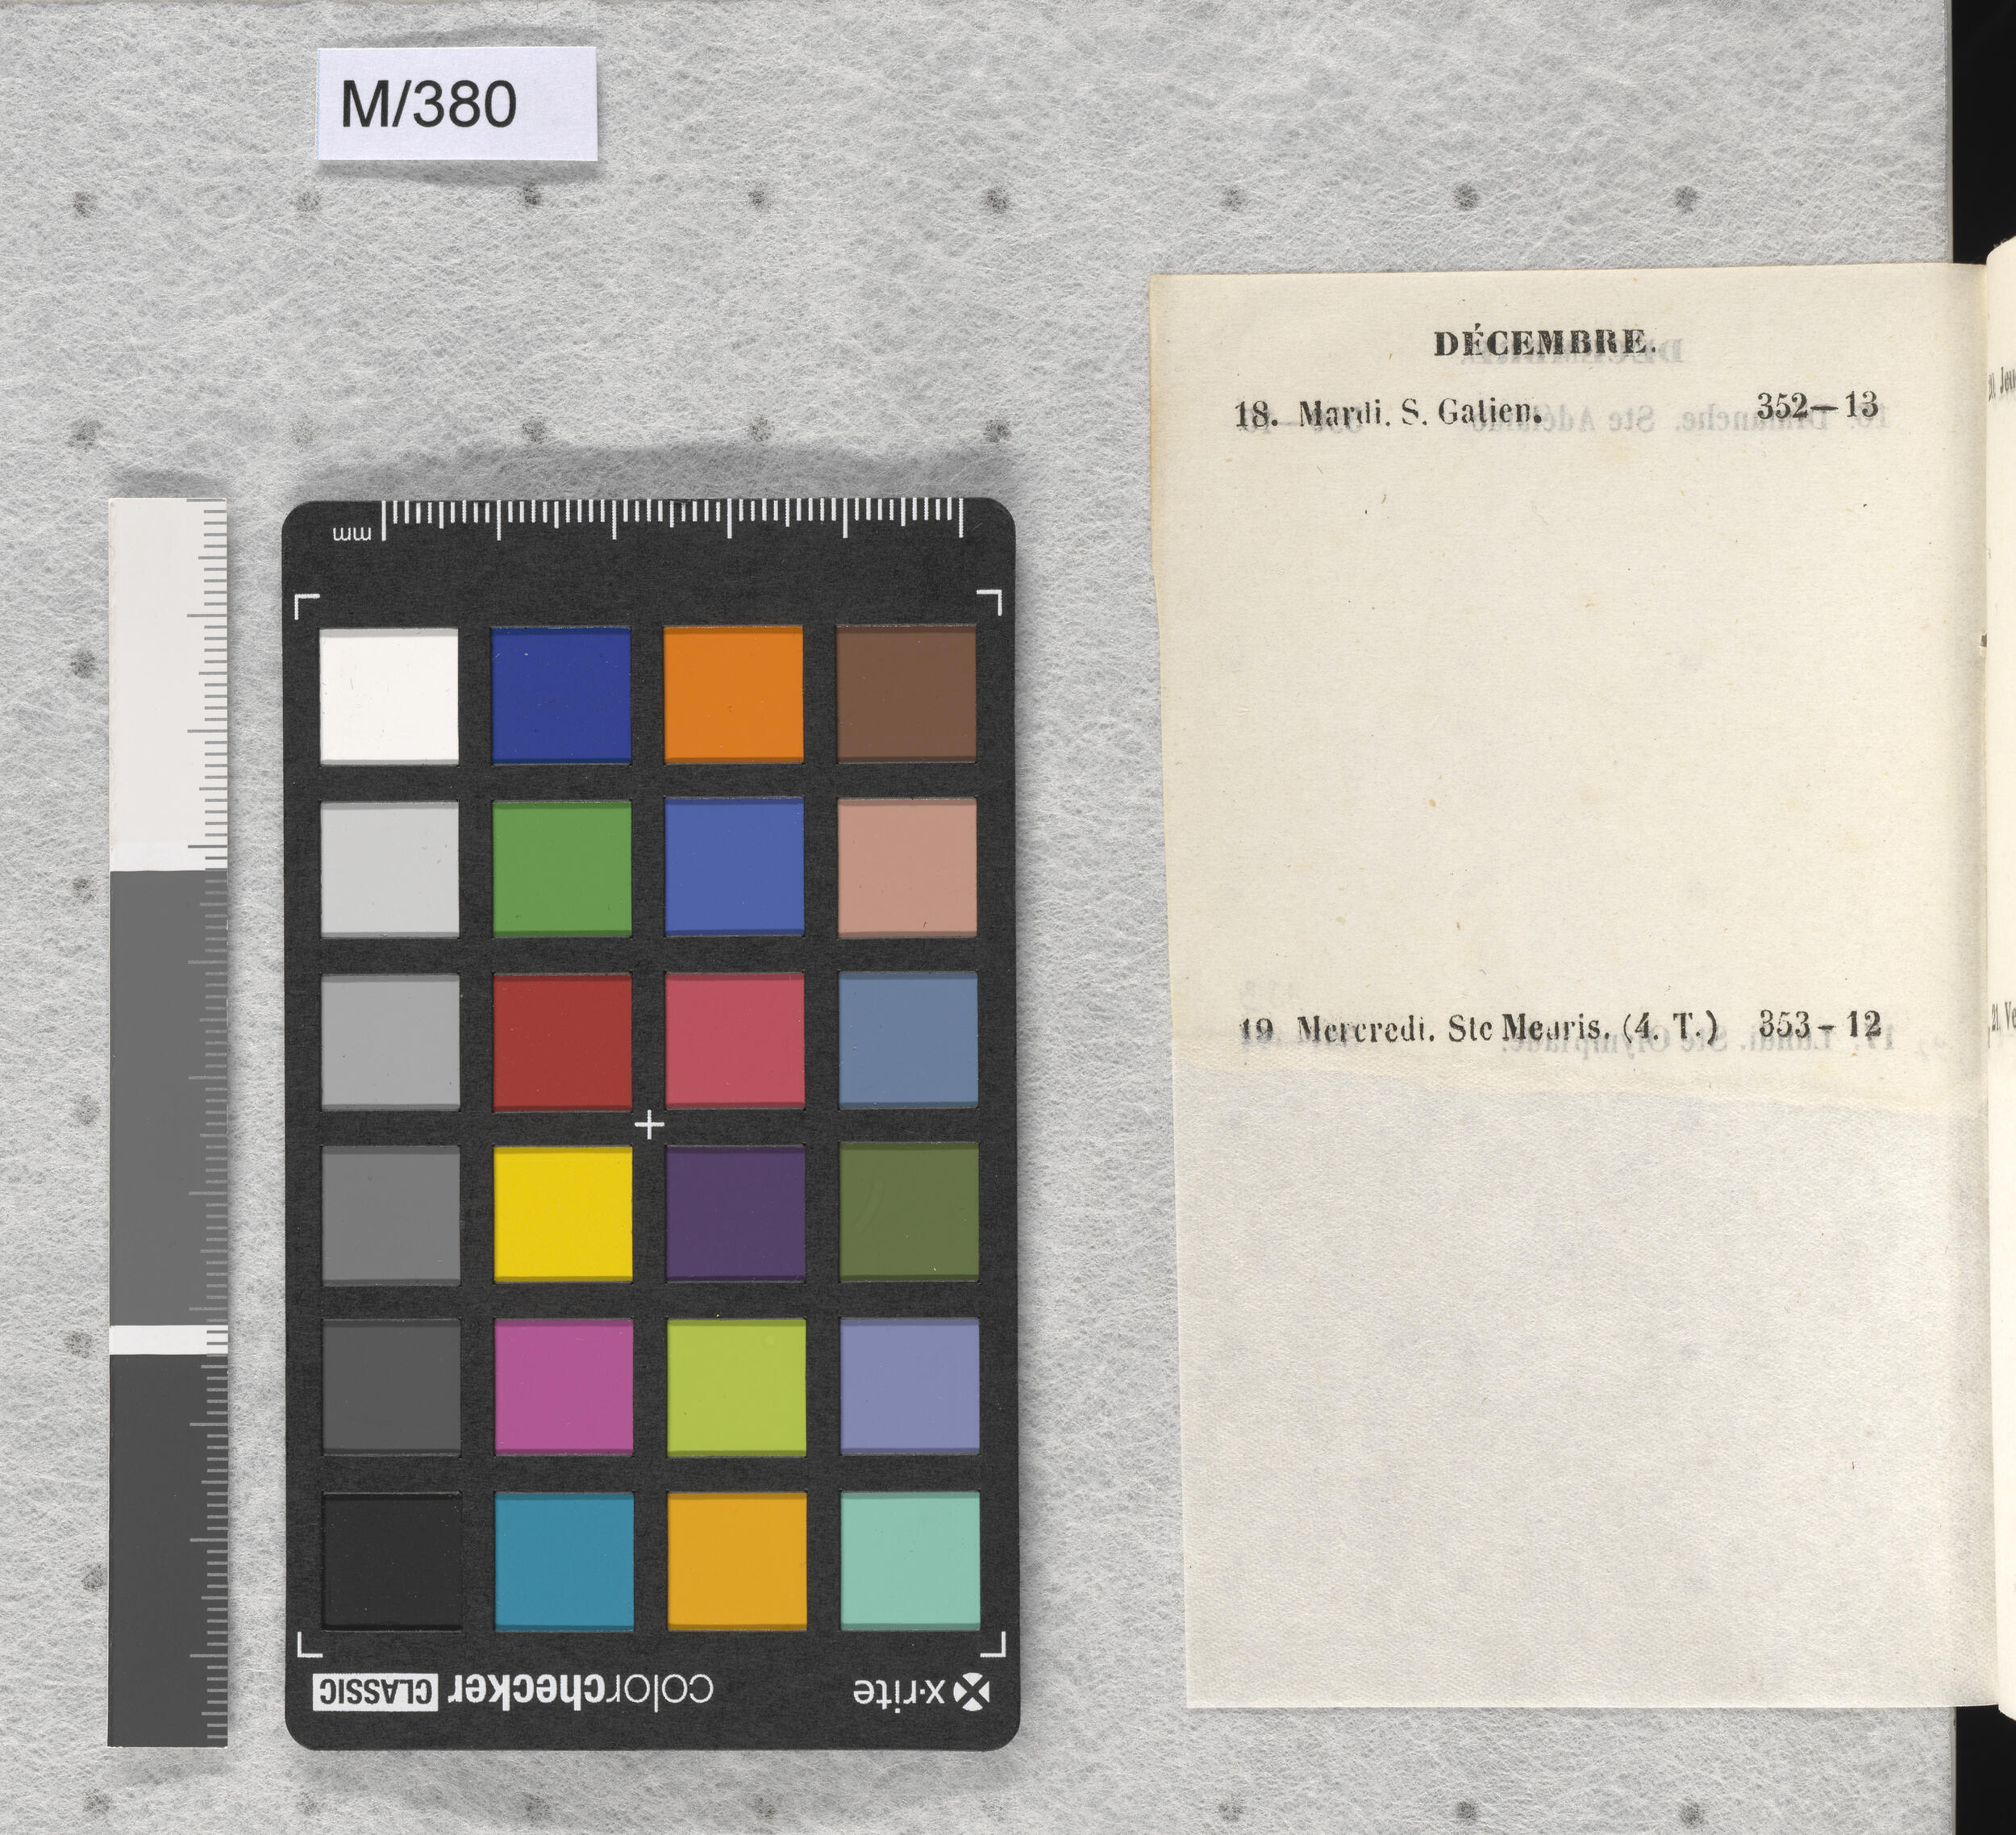 M/380
mm
DÉCEMBRE.
18. Mardi. S. Gatien. 352—13
19 Mercredi. Ste Meuris. (4. T.) 353-12
x·rite colorchecker CLASSIC